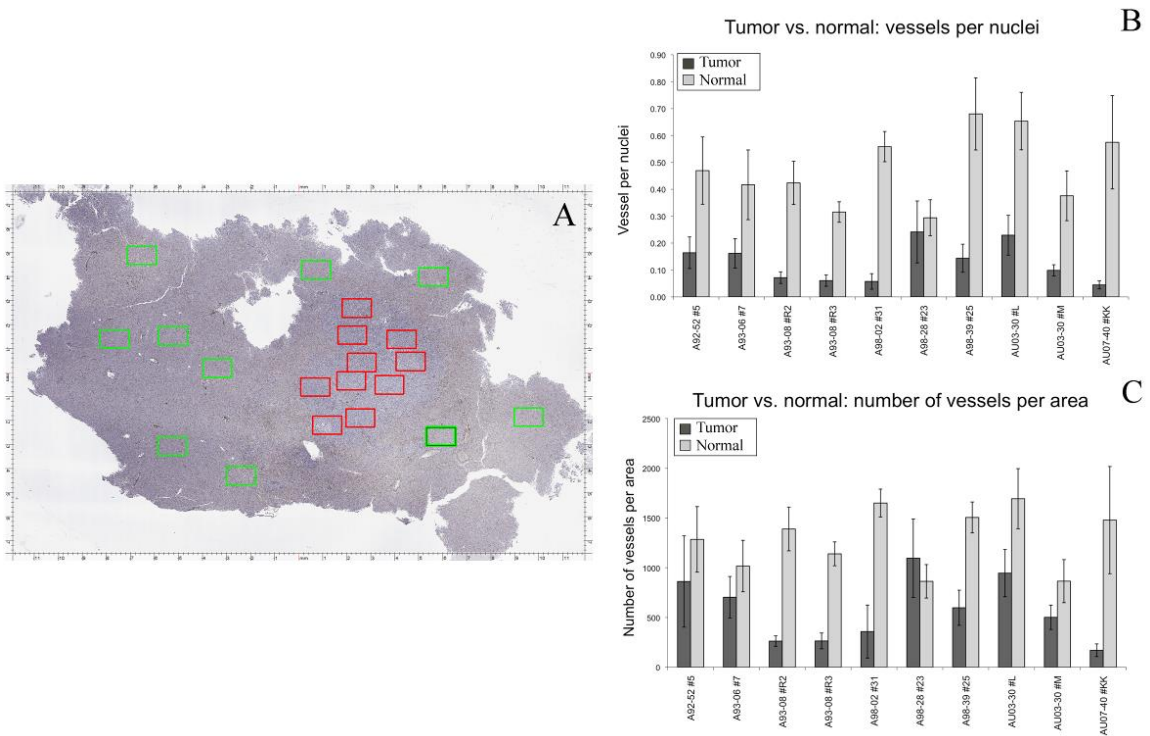 A
B
Tumor vs. normal: vessels per nuclei
Tumor
Normal
Vessel per nuclei
0.90
0.80
0.70
0.60
0.50
0.40
0.30
0.20
0.10
0.00
A92-52 #5
A93-06 #7
A93-08 #R2
A93-08 #R3
A98-02 #31
A98-28 #23
A98-39 #25
AU03-30 #L
AU03-30 #M
AU07-40 #KK
C
Tumor vs. normal: number of vessels per area
Tumor
Normal
Number of vessels per area
2500
2000
1500
1000
500
0
A92-52 #5
A93-06 #7
A93-08 #R2
A93-08 #R3
A98-02 #31
A98-28 #23
A98-39 #25
AU03-30 #L
AU03-30 #M
AU07-40 #KK